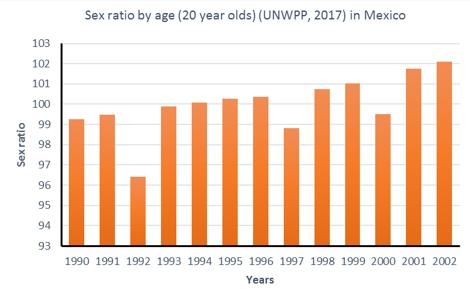 Sex ratio by age (20 year olds) (UNWPP, 2017) in Mexico
103
102
101
100
99
98
97
96
95
94
93
Sex ratio
1990 1991 1992 1993 1994 1995 1996 1997 1998 1999 2000 2001 2002
Years